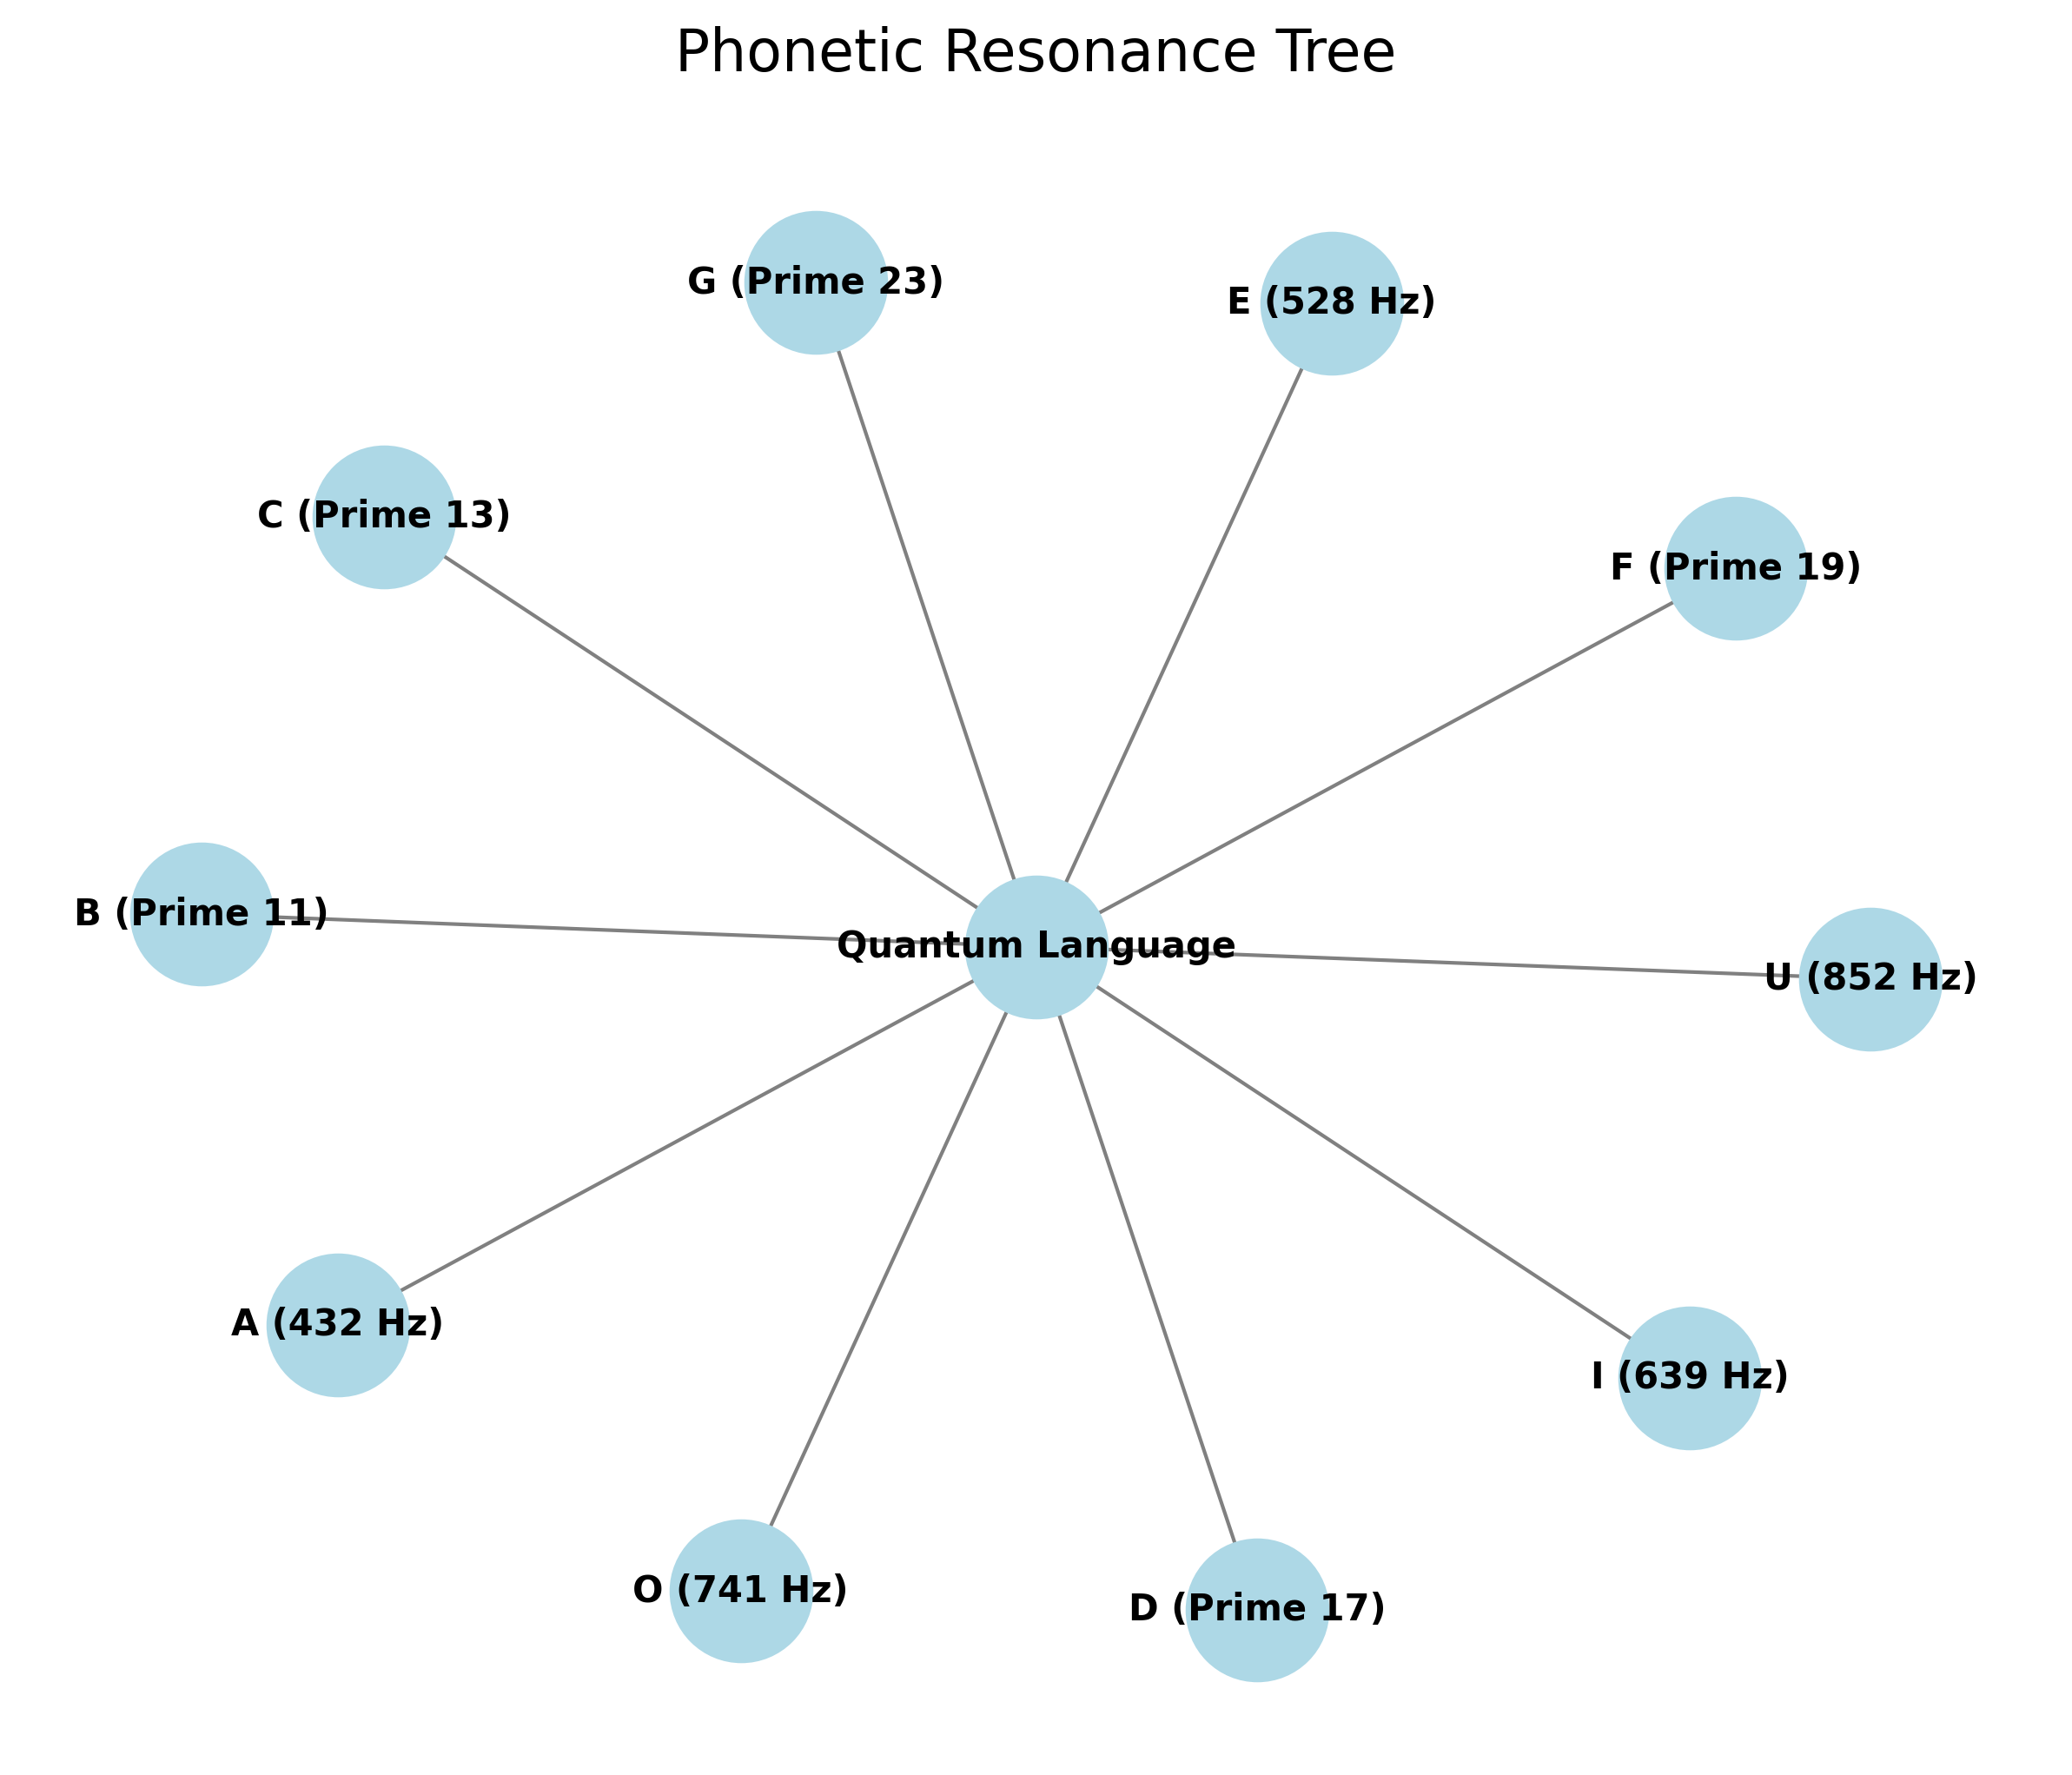 Phonetic Resonance Tree
G (Prime 23)
E (528 Hz)
C (Prime 13)
F (Prime 19)
B (Prime 11)
Quantum Language
U (852 Hz)
A (432 Hz)
I (639 Hz)
O (741 Hz)
D (Prime 17)